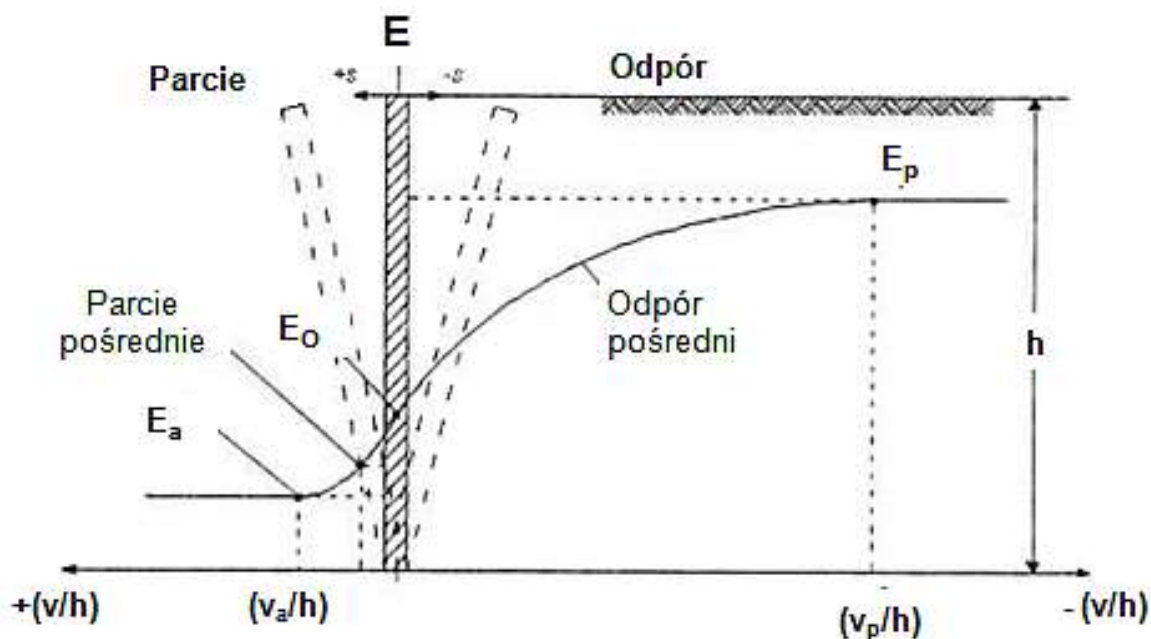 E
Parcie
+s
-s
Odpór
E_p
Parcie
pośrednie
E_O
Odpór
pośredni
h
E_a
+(v/h)
(v_a/h)
(v_p/h)
- (v/h)